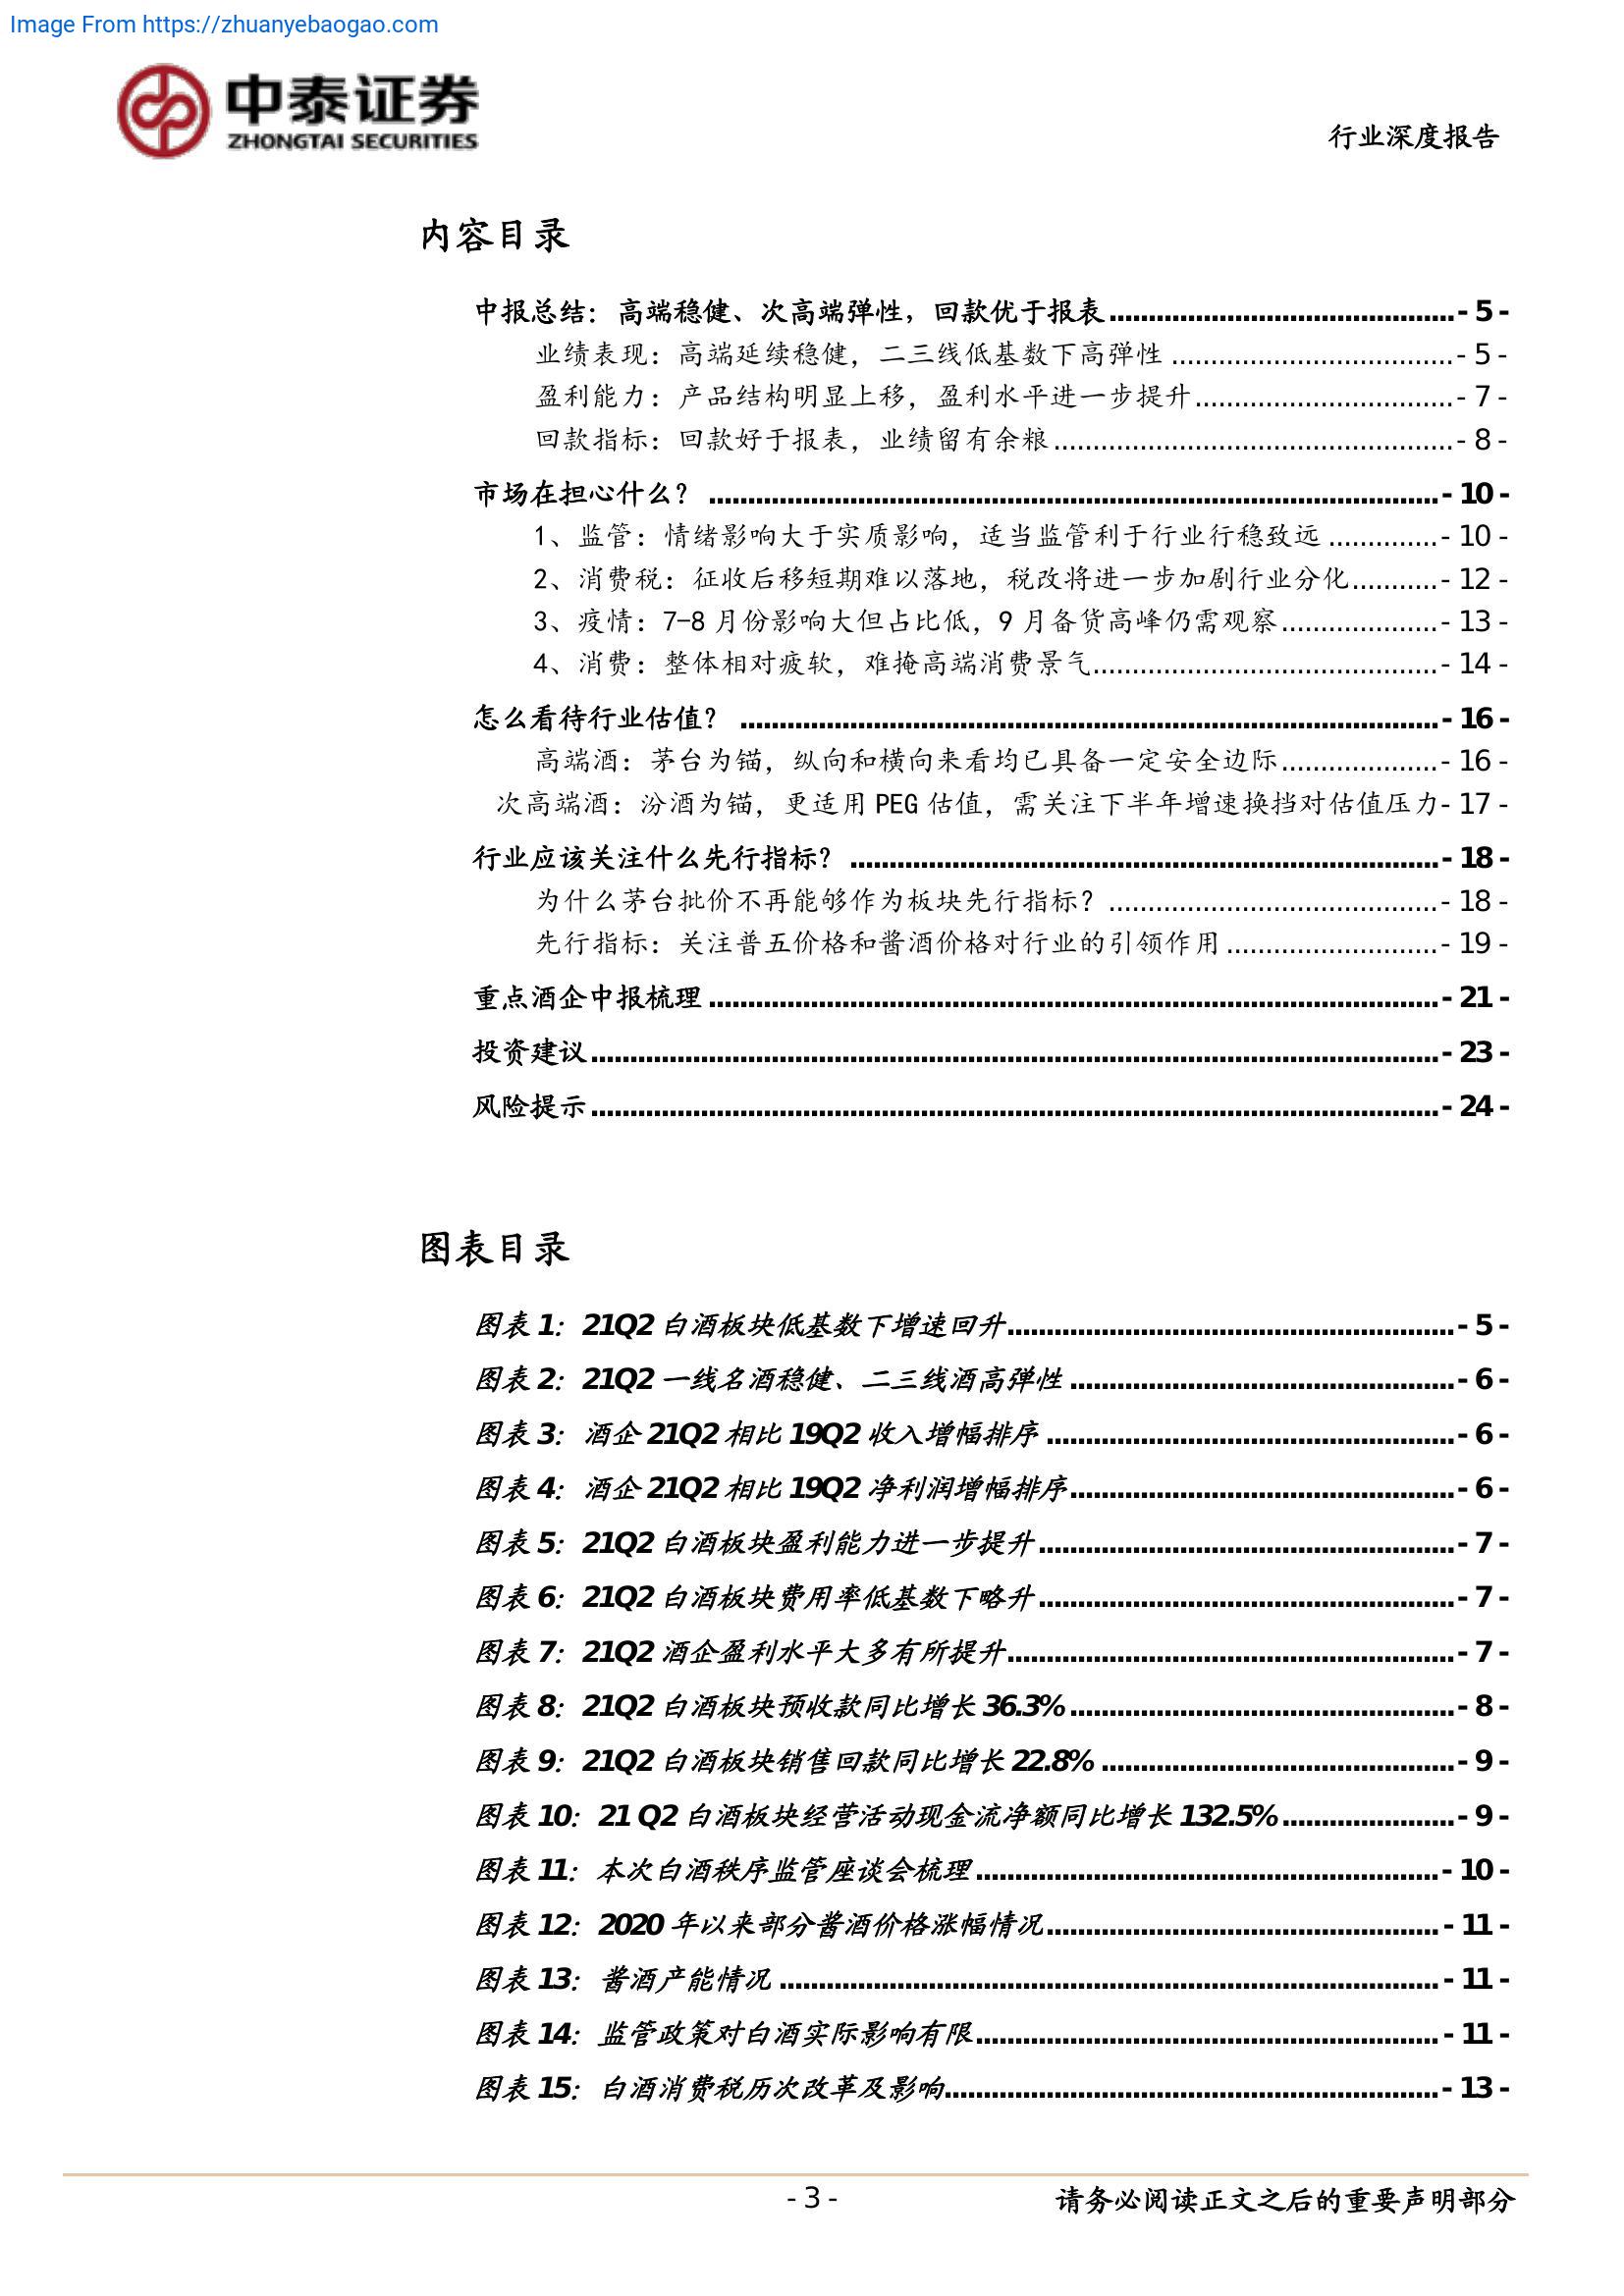 Image From https://zhuanyebaogao.com
中泰证券
ZHONGTAI SECURITIES
行业深度报告
内容目录
中报总结：高端稳健、次高端弹性，回款优于报表............................................- 5 -
业绩表现：高端延续稳健，二三线低基数下高弹性....................................- 5 -
盈利能力：产品结构明显上移，盈利水平进一步提升.................................- 7 -
回款指标：回款好于报表，业绩留有余粮...................................................- 8 -
市场在担心什么？.............................................................................................- 10 -
1、监管：情绪影响大于实质影响，适当监管利于行业行稳致远..............- 10 -
2、消费税：征收后移短期难以落地，税改将进一步加剧行业分化...........- 12 -
3、疫情：7-8 月份影响大但占比低，9 月备货高峰仍需观察....................- 13 -
4、消费：整体相对疲软，难掩高端消费景气............................................- 14 -
怎么看待行业估值？.........................................................................................- 16 -
高端酒：茅台为锚，纵向和横向来看均已具备一定安全边际....................- 16 -
次高端酒：汾酒为锚，更适用 PEG 估值，需关注下半年增速换挡对估值压力- 17 -
行业应该关注什么先行指标？...........................................................................- 18 -
为什么茅台批价不再能够作为板块先行指标？..........................................- 18 -
先行指标：关注普五价格和酱酒价格对行业的引领作用...........................- 19 -
重点酒企中报梳理.............................................................................................- 21 -
投资建议............................................................................................................- 23 -
风险提示............................................................................................................- 24 -
图表目录
图表 1：21Q2 白酒板块低基数下增速回升.........................................................- 5 -
图表 2：21Q2 一线名酒稳健、二三线酒高弹性.................................................- 6 -
图表 3：酒企 21Q2 相比 19Q2 收入增幅排序....................................................- 6 -
图表 4：酒企 21Q2 相比 19Q2 净利润增幅排序.................................................- 6 -
图表 5：21Q2 白酒板块盈利能力进一步提升.....................................................- 7 -
图表 6：21Q2 白酒板块费用率低基数下略升.....................................................- 7 -
图表 7：21Q2 酒企盈利水平大多有所提升.........................................................- 7 -
图表 8：21Q2 白酒板块预收款同比增长 36.3%.................................................- 8 -
图表 9：21Q2 白酒板块销售回款同比增长 22.8%.............................................- 9 -
图表 10：21 Q2 白酒板块经营活动现金流净额同比增长 132.5%......................- 9 -
图表 11：本次白酒秩序监管座谈会梳理...........................................................- 10 -
图表 12：2020 年以来部分酱酒价格涨幅情况..................................................- 11 -
图表 13：酱酒产能情况....................................................................................- 11 -
图表 14：监管政策对白酒实际影响有限...........................................................- 11 -
图表 15：白酒消费税历次改革及影响...............................................................- 13 -
- 3 -
请务必阅读正文之后的重要声明部分